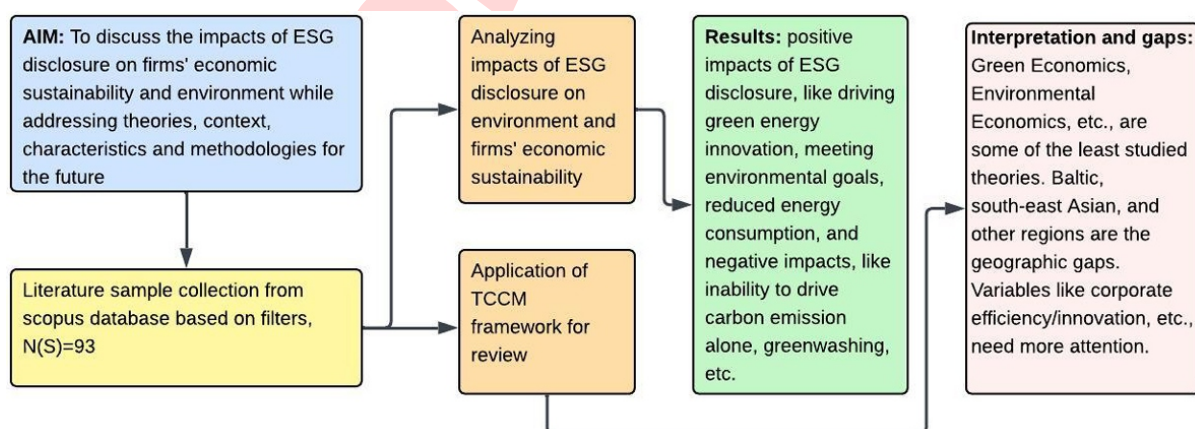 AIM: To discuss the impacts of ESG
disclosure on firms' economic
sustainability and environment while
addressing theories, context,
characteristics and methodologies for
the future
Literature sample collection from
scopus database based on filters,
N(S)=93
Analyzing
impacts of ESG
disclosure on
environment and
firms' economic
sustainability
Application of
TCCM
framework for
review
Results: positive
impacts of ESG
disclosure, like driving
green energy
innovation, meeting
environmental goals,
reduced energy
consumption, and
negative impacts, like
inability to drive
carbon emission
alone, greenwashing,
etc.
Interpretation and gaps:
Green Economics,
Environmental
Economics, etc., are
some of the least studied
theories. Baltic,
south-east Asian, and
other regions are the
geographic gaps.
Variables like corporate
efficiency/innovation, etc.,
need more attention.